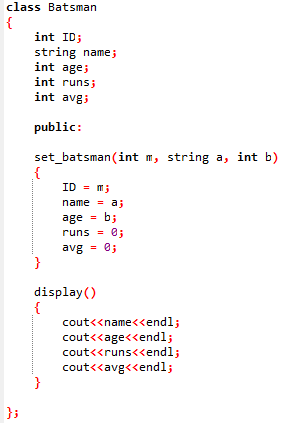 class Batsman
{
    int ID;
    string name;
    int age;
    int runs;
    int avg;

    public:

    set_batsman(int m, string a, int b)
    {
        ID = m;
        name = a;
        age = b;
        runs = 0;
        avg = 0;
    }

    display()
    {
        cout<<name<<endl;
        cout<<age<<endl;
        cout<<runs<<endl;
        cout<<avg<<endl;
    }

};